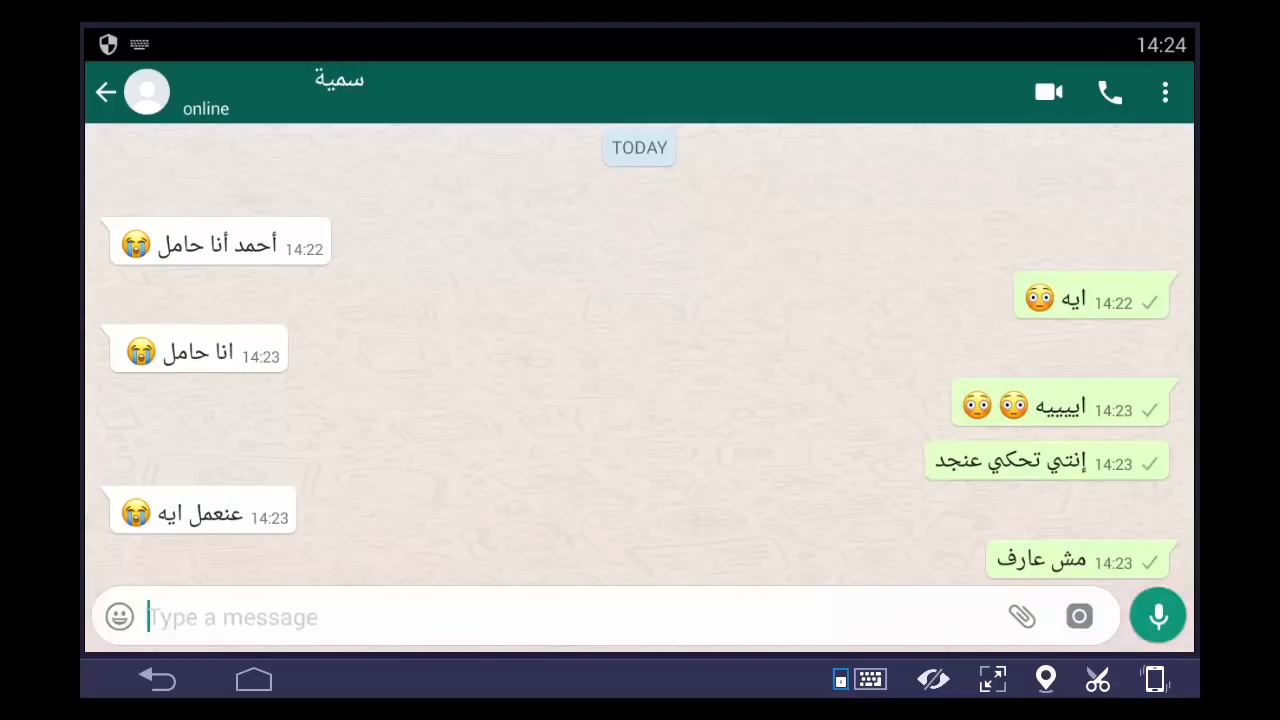 14:24
سمية
online
TODAY
أحمد أنا حامل 😭 14:22
ايه 😳 14:22
انا حامل 😭 14:23
اييييه 😳 😳 14:23
إنتي تحكي عنجد 14:23
عنعمل ايه 😭 14:23
مش عارف 14:23
Type a message